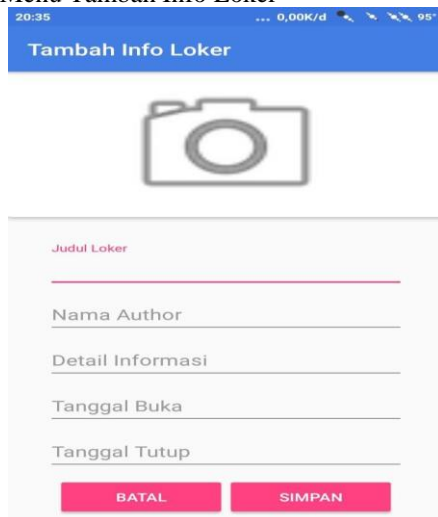 Menu Tambah Info Loker
20:35 ... 0,00K/d 95°
Tambah Info Loker
Judul Loker
Nama Author
Detail Informasi
Tanggal Buka
Tanggal Tutup
BATAL SIMPAN